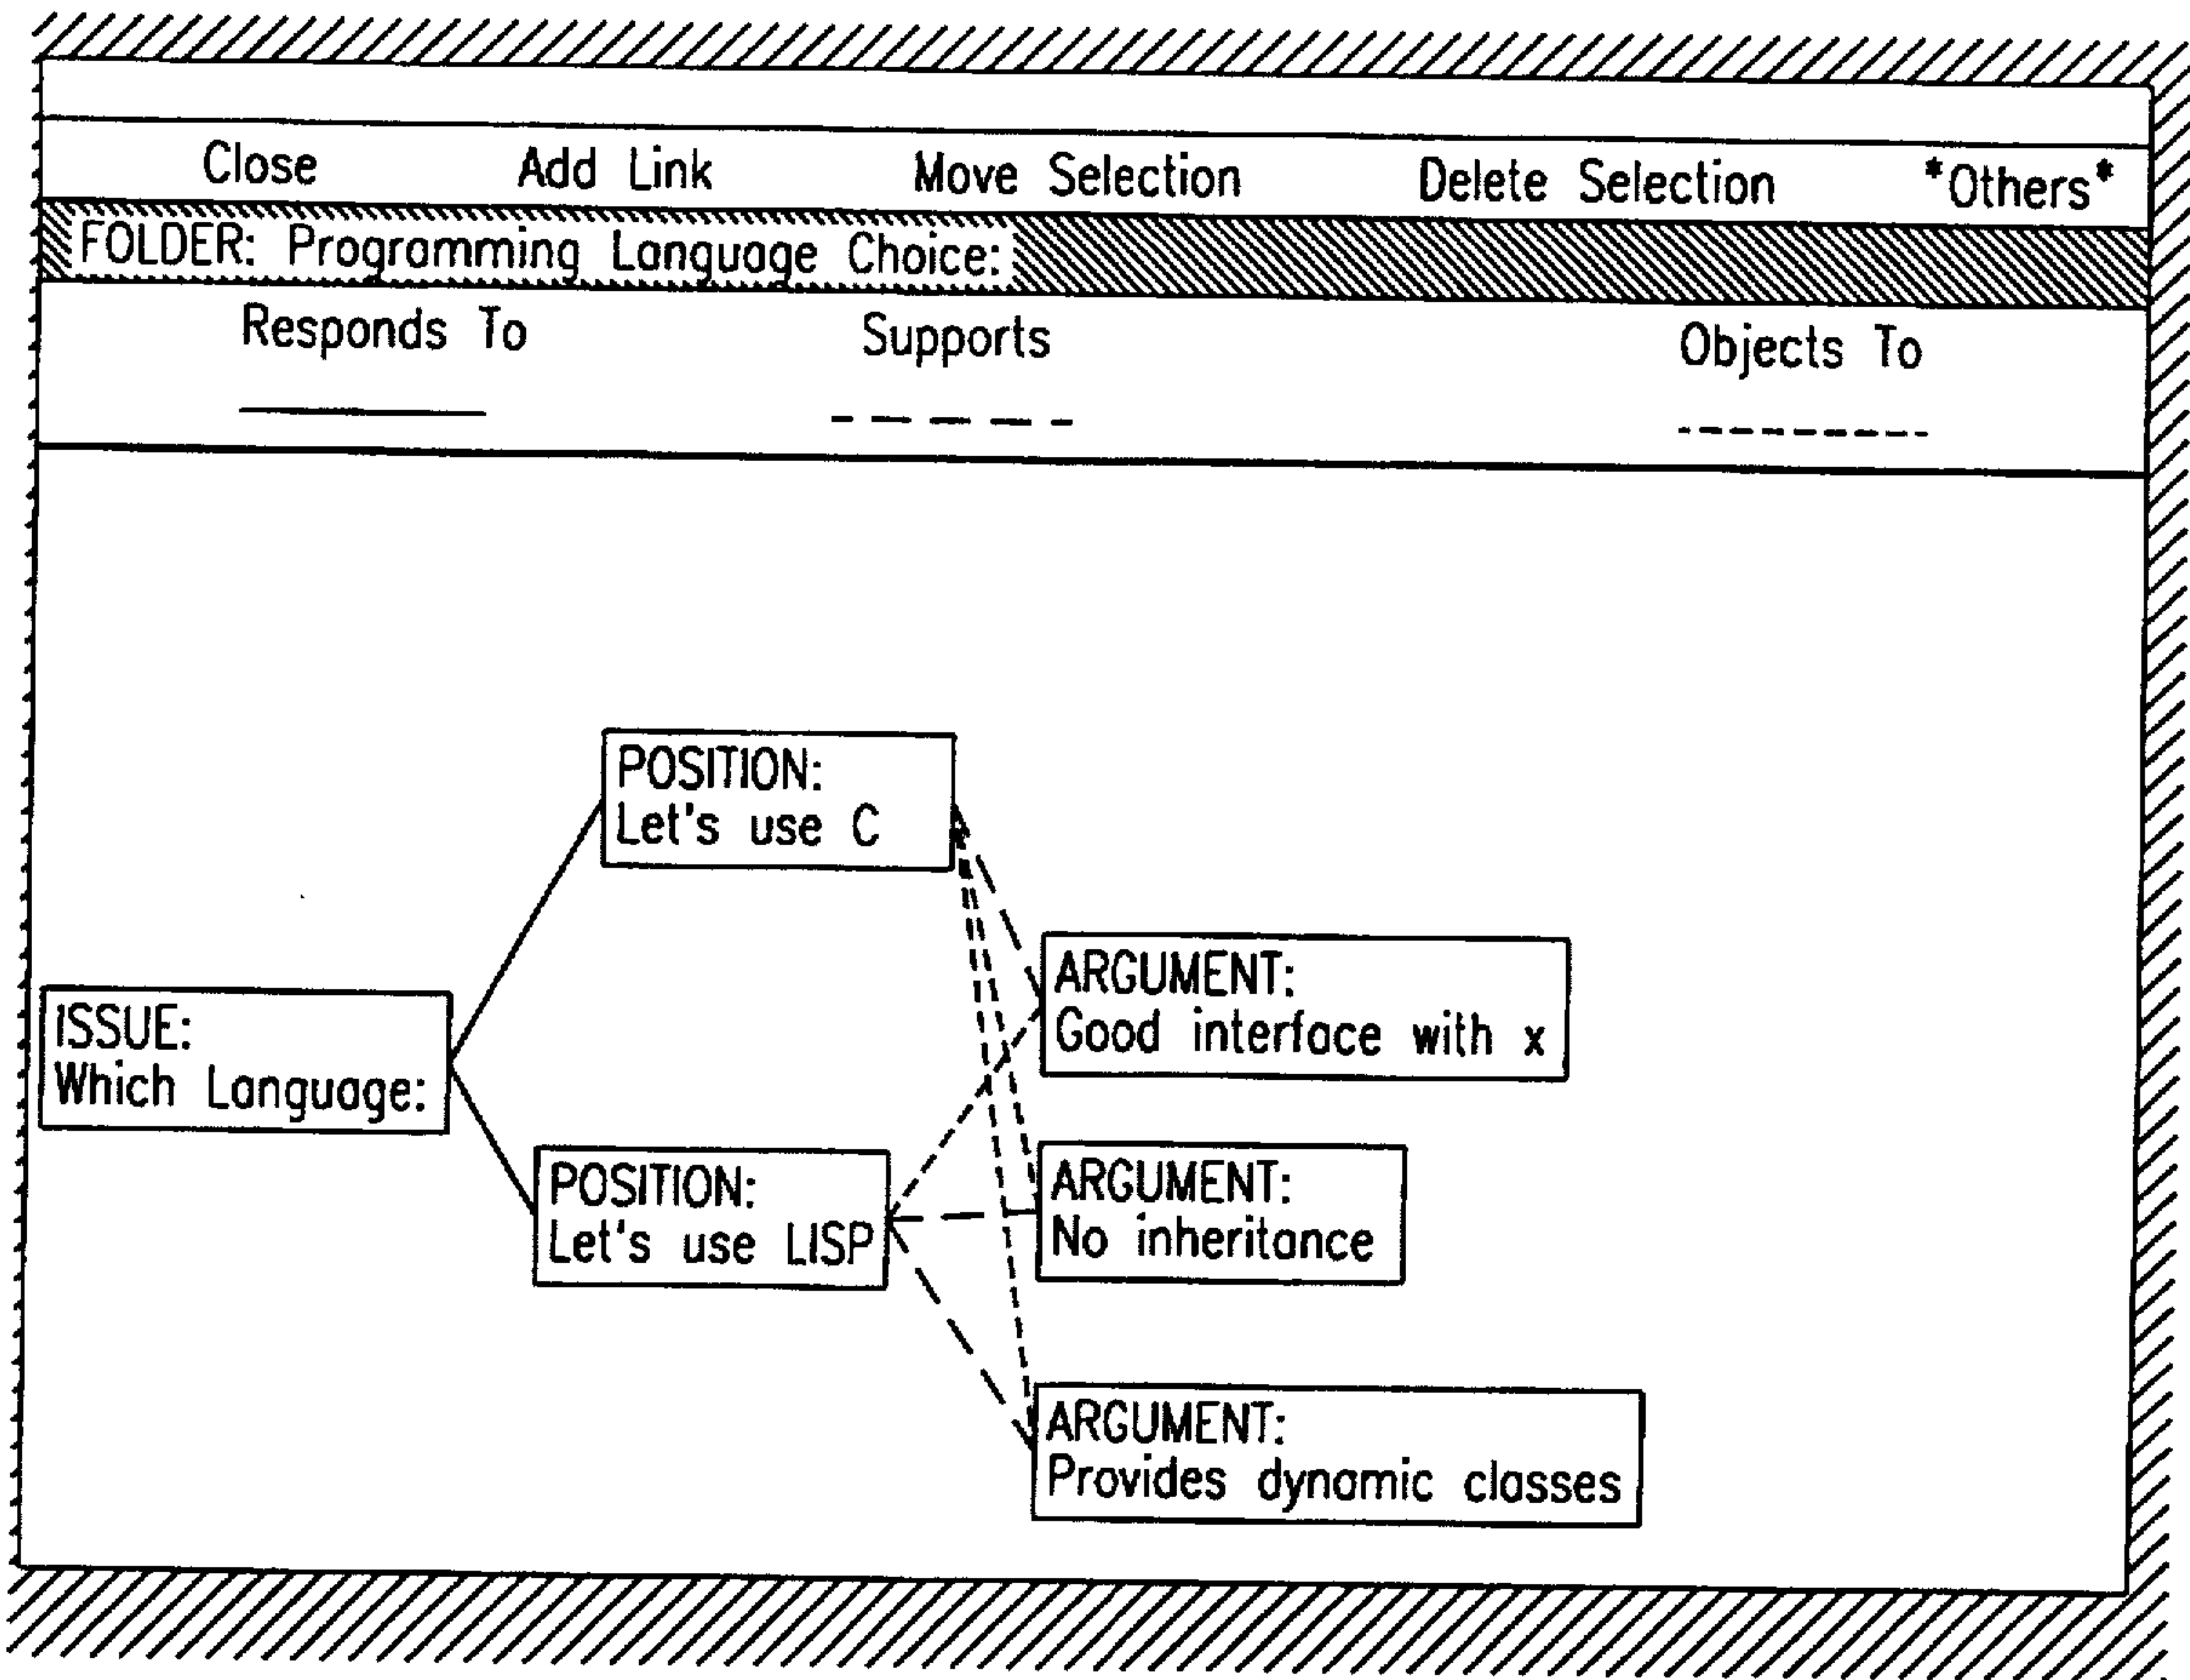 Close Add Link Move Selection Delete Selection *Others*
FOLDER: Programming Language Choice:
Responds To Supports Objects To
POSITION:
Let's use C
ARGUMENT:
Good interface with x
ISSUE:
Which Language:
POSITION:
Let's use LISP
ARGUMENT:
No inheritance
ARGUMENT:
Provides dynamic classes